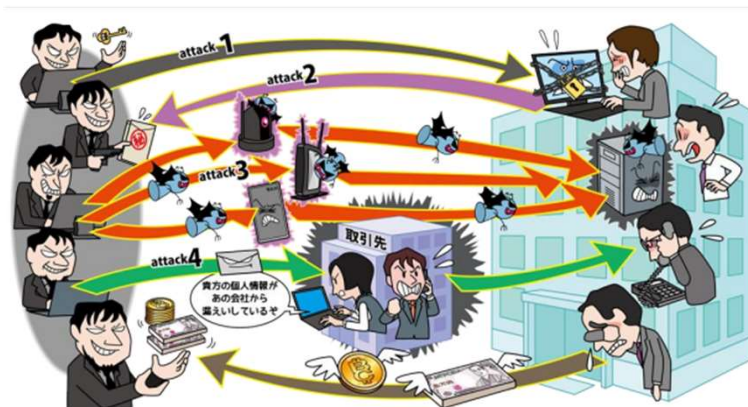 attack 1
attack 2
秘
attack 3
attack 4
取引先
貴方の個人情報が
あの会社から
漏えいしているぞ